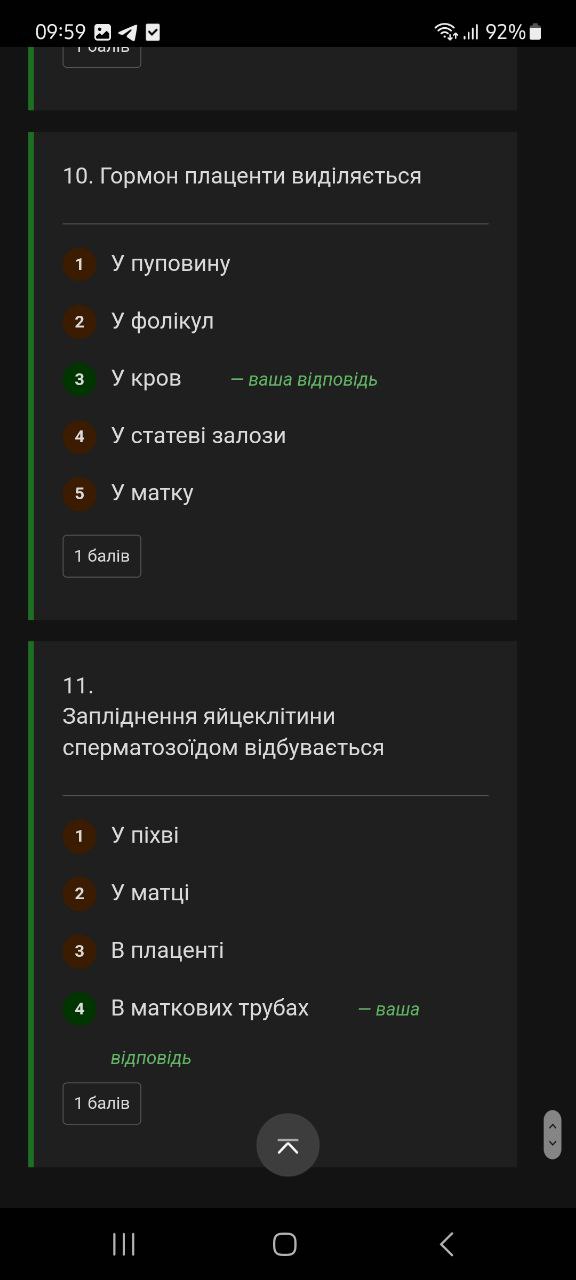 09:59
92%
1 балів
10. Гормон плаценти виділяється
1 У пуповину
2 У фолікул
3 У кров — ваша відповідь
4 У статеві залози
5 У матку
1 балів
11.
Запліднення яйцеклітини
сперматозоїдом відбувається
1 У піхві
2 У матці
3 В плаценті
4 В маткових трубах — ваша
відповідь
1 балів